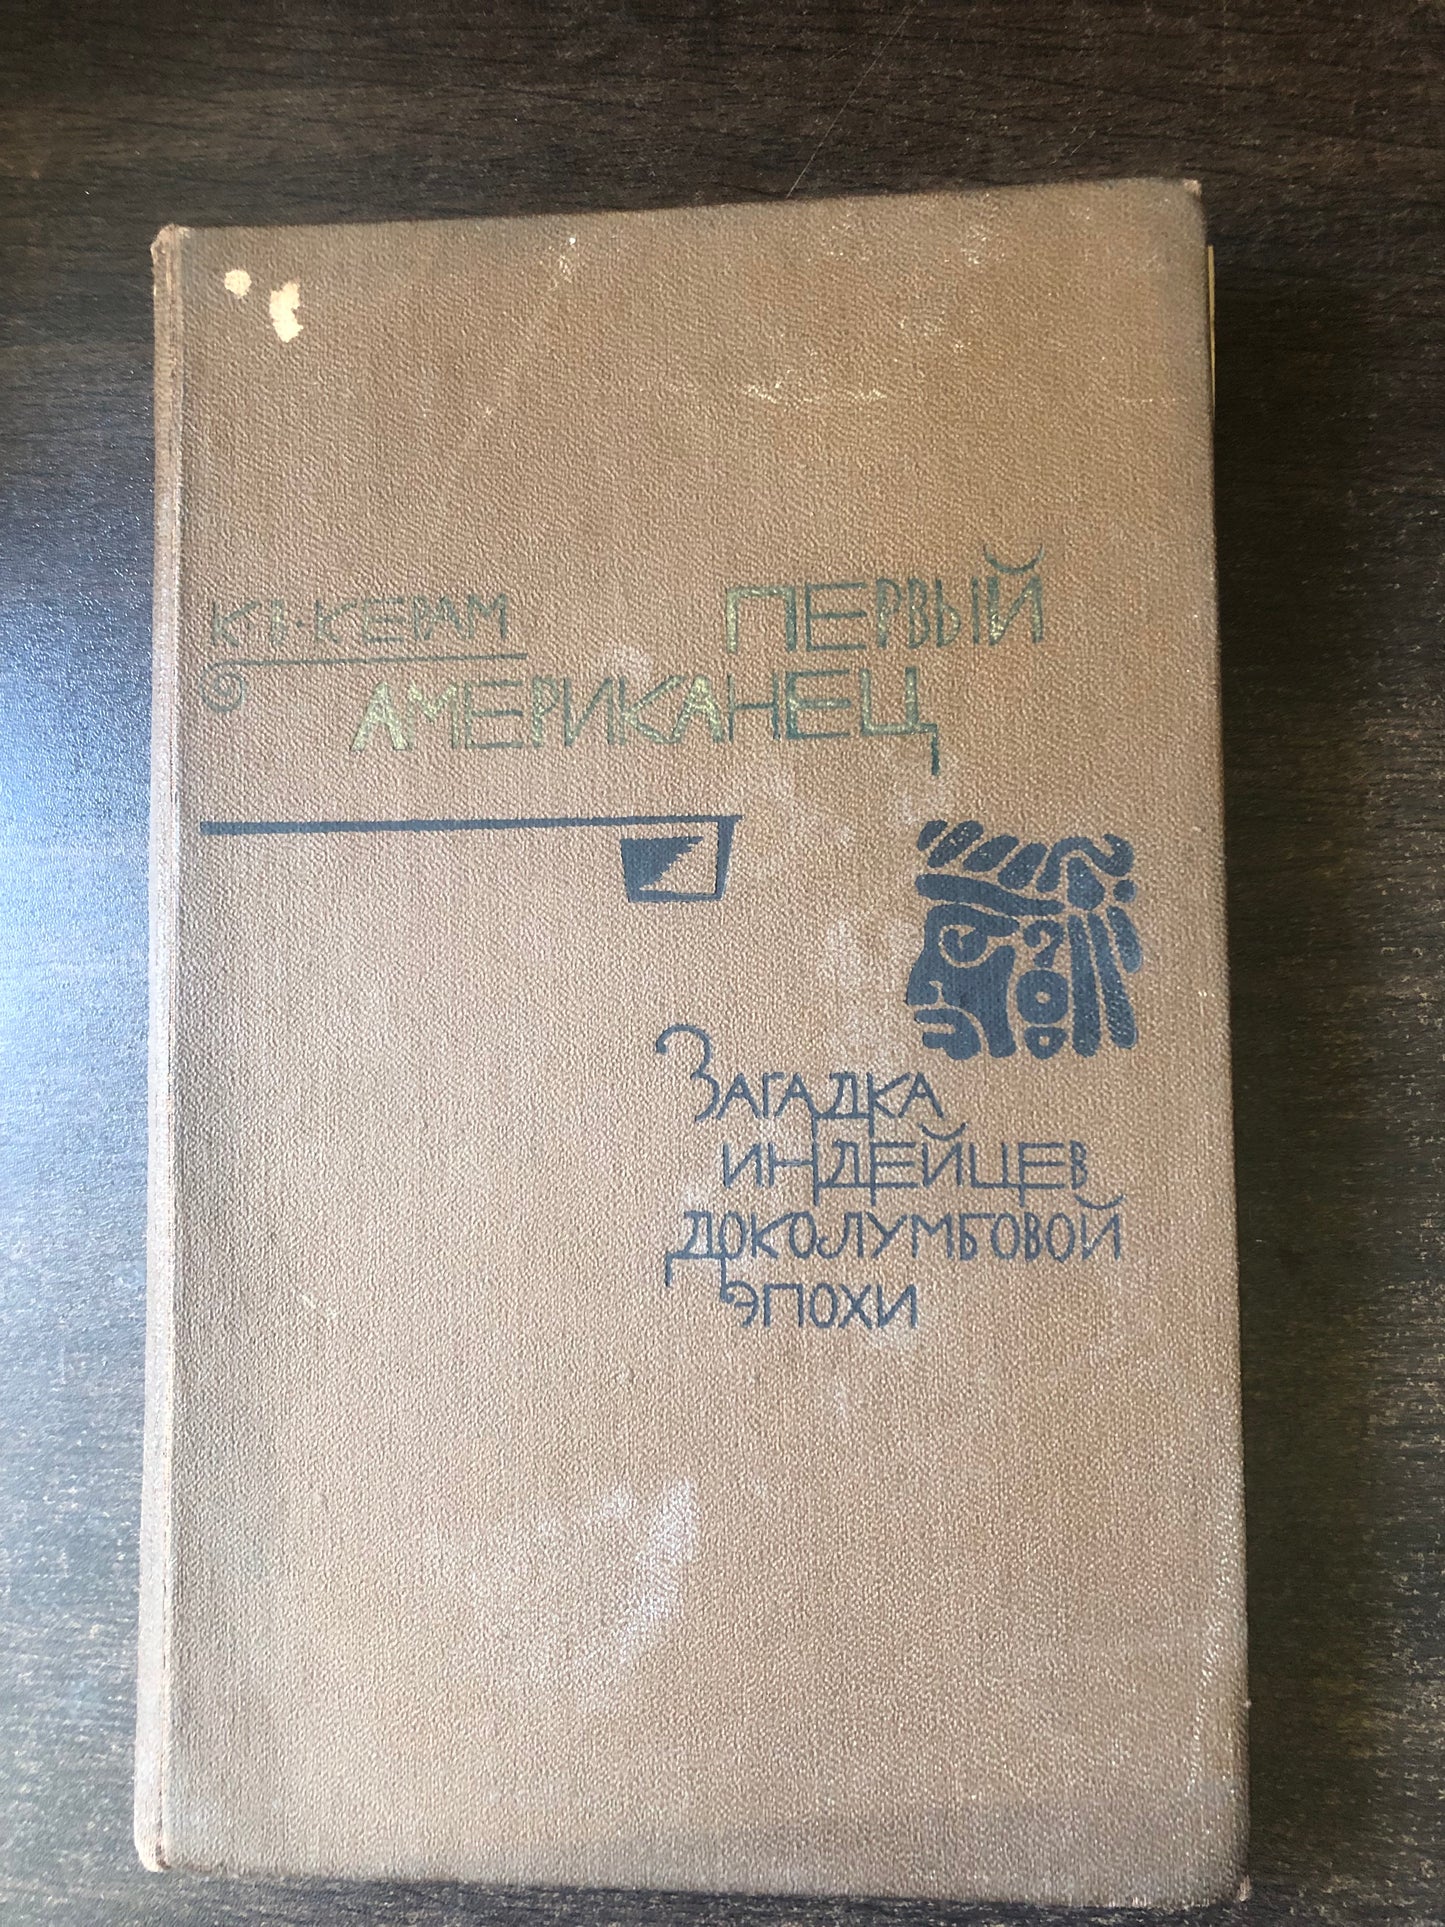 К.В.КЕРАМ
ПЕРВЫЙ
АМЕРИКАНЕЦ
ЗАГАДКА
ИНДЕЙЦЕВ
ДОКОЛУМБОВОЙ
ЭПОХИ